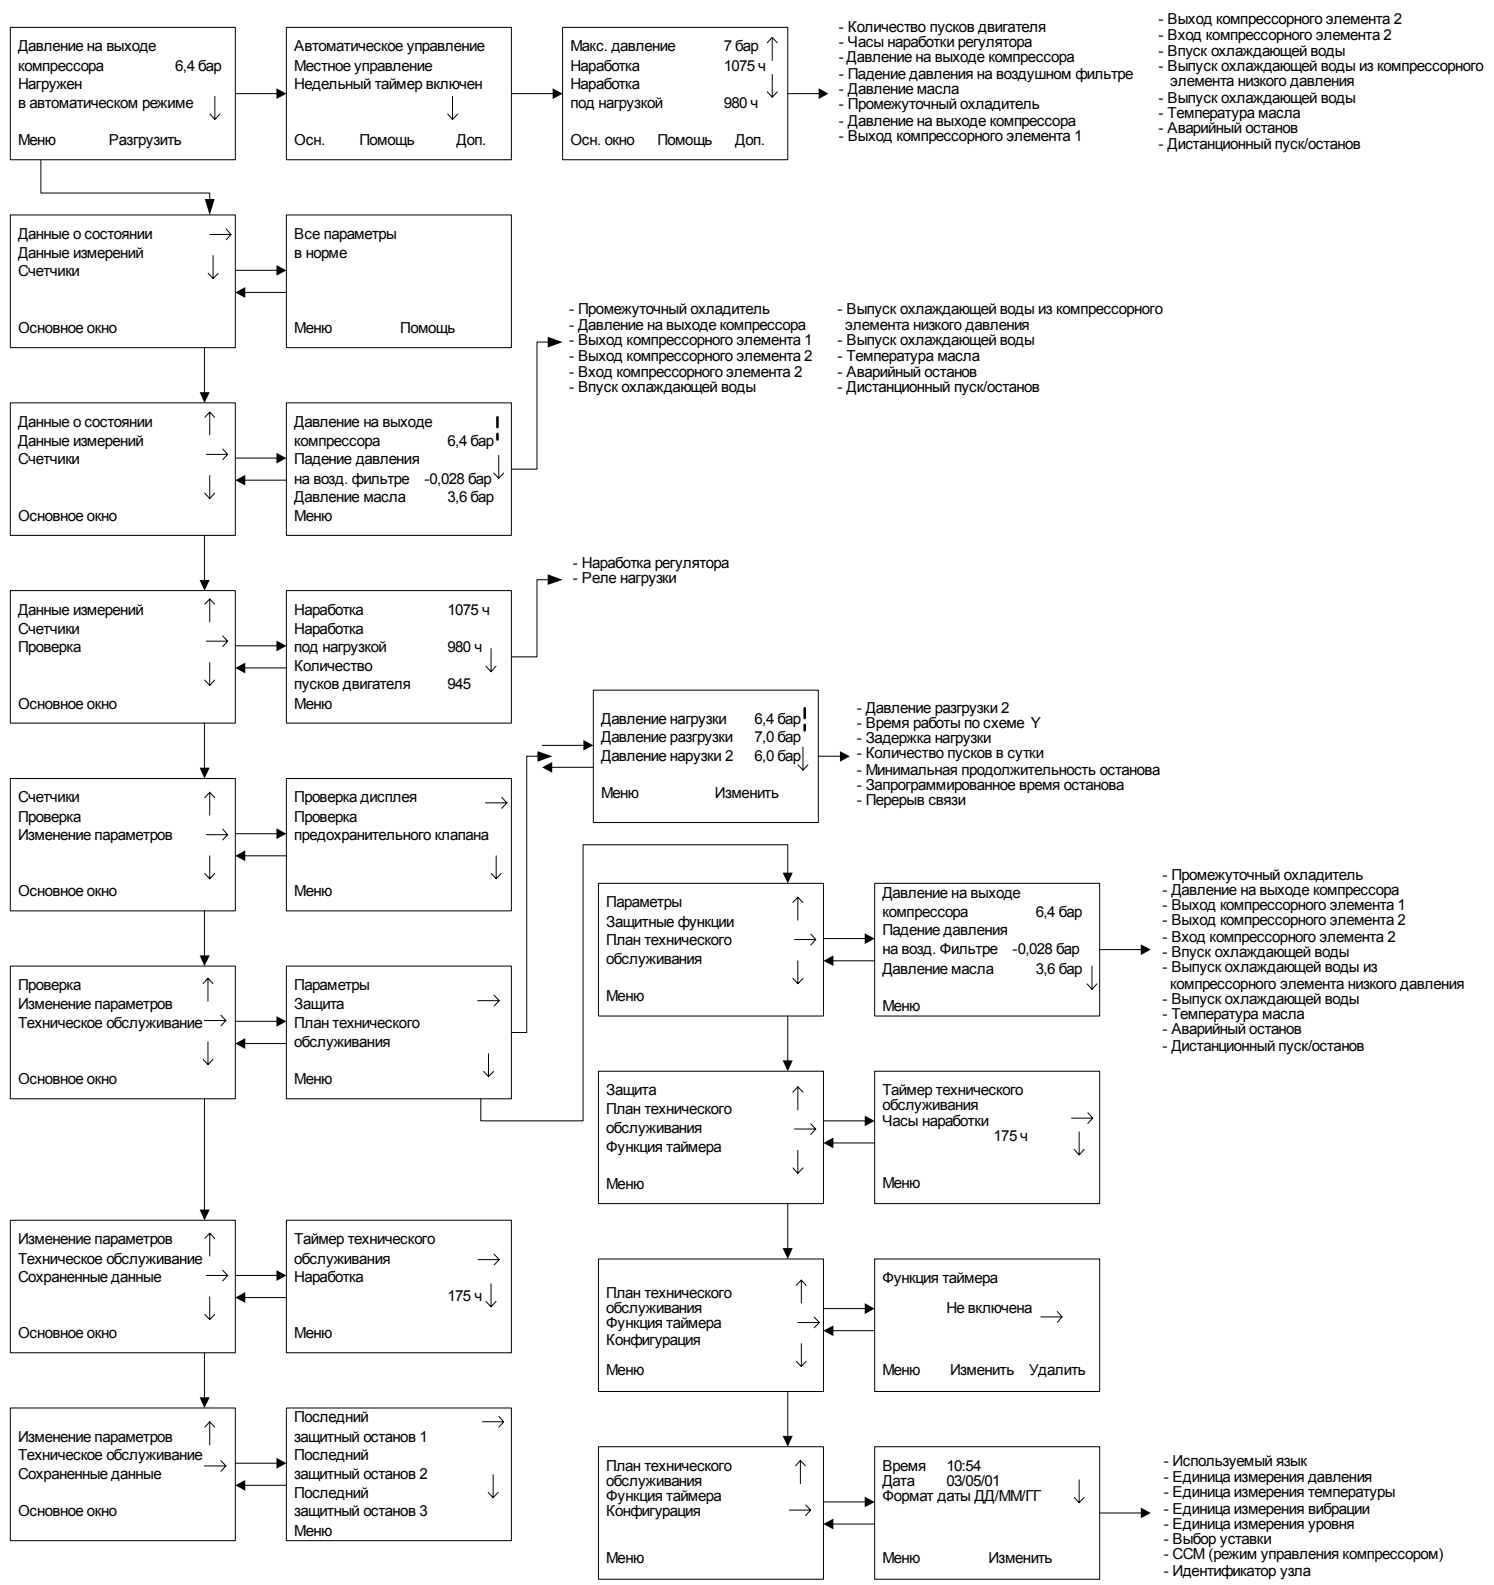 Давление на выходе
компрессора 6,4 бар
Нагружен
в автоматическом режиме
Меню Разгрузить
Автоматическое управление
Местное управление
Недельный таймер включен
Осн. Помощь Доп.
Макс. давление 7 бар
Наработка 1075 ч
Наработка
под нагрузкой 980 ч
Осн. окно Помощь Доп.
- Количество пусков двигателя
- Часы наработки регулятора
- Давление на выходе компрессора
- Падение давления на воздушном фильтре
- Давление масла
- Промежуточный охладитель
- Давление на выходе компрессора
- Выход компрессорного элемента 1
- Выход компрессорного элемента 2
- Вход компрессорного элемента 2
- Впуск охлаждающей воды
- Выпуск охлаждающей воды из компрессорного
элемента низкого давления
- Выпуск охлаждающей воды
- Температура масла
- Аварийный останов
- Дистанционный пуск/останов
Данные о состоянии
Данные измерений
Счетчики
Основное окно
Все параметры
в норме
Меню Помощь
- Промежуточный охладитель
- Давление на выходе компрессора
- Выход компрессорного элемента 1
- Выход компрессорного элемента 2
- Вход компрессорного элемента 2
- Впуск охлаждающей воды
- Выпуск охлаждающей воды из компрессорного
элемента низкого давления
- Выпуск охлаждающей воды
- Температура масла
- Аварийный останов
- Дистанционный пуск/останов
Данные о состоянии
Данные измерений
Счетчики
Основное окно
Давление на выходе
компрессора 6,4 бар
Падение давления
на возд. фильтре -0,028 бар
Давление масла 3,6 бар
Меню
- Наработка регулятора
- Реле нагрузки
Данные измерений
Счетчики
Проверка
Основное окно
Наработка 1075 ч
Наработка
под нагрузкой 980 ч
Количество
пусков двигателя 945
Меню
Давление нагрузки 6,4 бар
Давление разгрузки 7,0 бар
Давление нарузки 2 6,0 бар
Меню Изменить
- Давление разгрузки 2
- Время работы по схеме Y
- Задержка нагрузки
- Количество пусков в сутки
- Минимальная продолжительность останова
- Запрограммированное время останова
- Перерыв связи
Счетчики
Проверка
Изменение параметров
Основное окно
Проверка дисплея
Проверка
предохранительного клапана
Меню
Параметры
Защитные функции
План технического
обслуживания
Меню
Давление на выходе
компрессора 6,4 бар
Падение давления
на возд. Фильтре -0,028 бар
Давление масла 3,6 бар
Меню
- Промежуточный охладитель
- Давление на выходе компрессора
- Выход компрессорного элемента 1
- Выход компрессорного элемента 2
- Вход компрессорного элемента 2
- Впуск охлаждающей воды
- Выпуск охлаждающей воды из
компрессорного элемента низкого давления
- Выпуск охлаждающей воды
- Температура масла
- Аварийный останов
- Дистанционный пуск/останов
Проверка
Изменение параметров
Техническое обслуживание
Основное окно
Параметры
Защита
План технического
обслуживания
Меню
Защита
План технического
обслуживания
Функция таймера
Меню
Таймер технического
обслуживания
Часы наработки
175 ч
Меню
Изменение параметров
Техническое обслуживание
Сохраненные данные
Основное окно
Таймер технического
обслуживания
Наработка
175 ч
Меню
План технического
обслуживания
Функция таймера
Конфигурация
Меню
Функция таймера
Не включена
Меню Изменить Удалить
Изменение параметров
Техническое обслуживание
Сохраненные данные
Основное окно
Последний
защитный останов 1
Последний
защитный останов 2
Последний
защитный останов 3
Меню
План технического
обслуживания
Функция таймера
Конфигурация
Меню
Время 10:54
Дата 03/05/01
Формат даты ДД/ММ/ГГ
Меню Изменить
- Используемый язык
- Единица измерения давления
- Единица измерения температуры
- Единица измерения вибрации
- Единица измерения уровня
- Выбор уставки
- ССМ (режим управления компрессором)
- Идентификатор узла